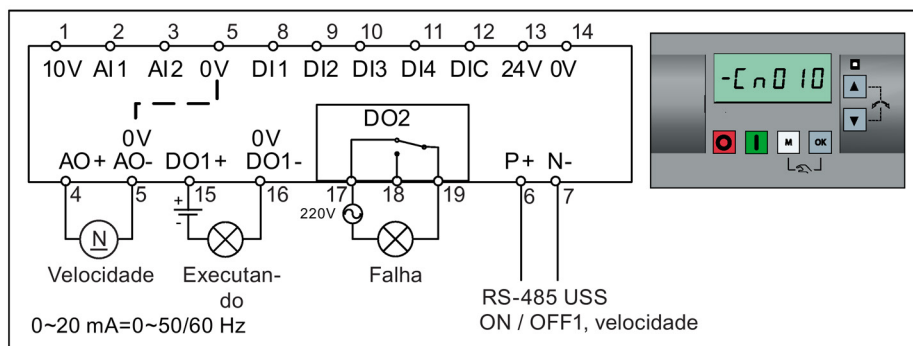 1 2 3 5 8 9 10 11 12 13 14
10V AI1 AI2 0V DI1 DI2 DI3 DI4 DIC 24V 0V
-Cn010
DO2
0V 0V
AO+ AO- DO1+ DO1- P+ N-
M OK
4 5 15 16 17 18 19 6 7
+
-
220V
N
Velocidade Executan-
do
Falha
RS-485 USS
0~20 mA=0~50/60 Hz
ON / OFF1, velocidade